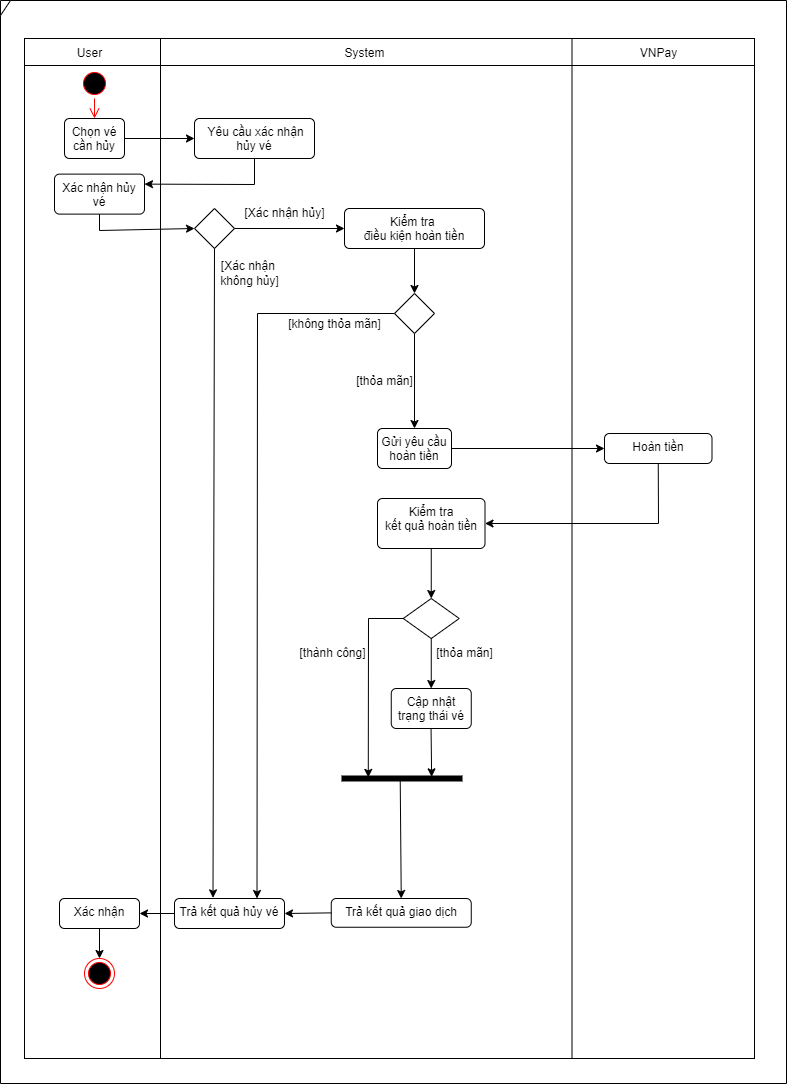 User
System
VNPay
Chọn vé
cần hủy
Yêu cầu xác nhận
hủy vé
Xác nhận hủy
vé
[Xác nhận hủy]
Kiểm tra
điều kiện hoàn tiền
[Xác nhận
không hủy]
[không thỏa mãn]
[thỏa mãn]
Gửi yêu cầu
hoàn tiền
Hoàn tiền
Kiểm tra
kết quả hoàn tiền
[thành công]
[thỏa mãn]
Cập nhật
trạng thái vé
Xác nhận
Trả kết quả hủy vé
Trả kết quả giao dịch